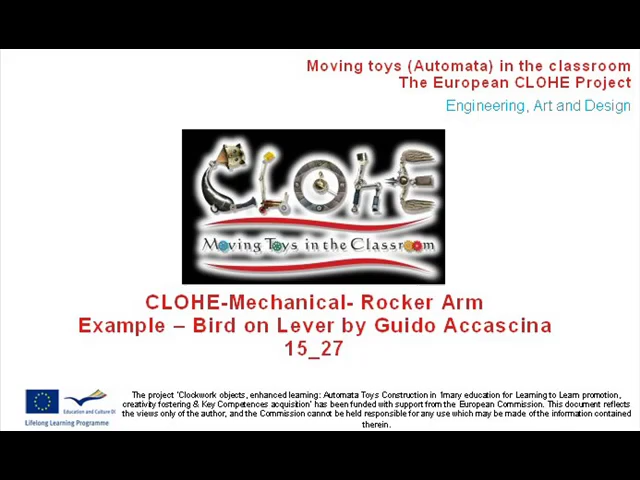 Moving toys (Automata) in the classroom
The European CLOHE Project
Engineering, Art and Design
CLOHE
Moving Toys in the Classroom
CLOHE-Mechanical- Rocker Arm
Example – Bird on Lever by Guido Accascina
15_27
Education and Culture DG
Lifelong Learning Programme
The project 'Clockwork objects, enhanced learning: Automata Toys Construction in 1mary education for Learning to Learn promotion,
creativity fostering & Key Competences acquisition' has been funded with support from the European Commission. This document reflects
the views only of the author, and the Commission cannot be held responsible for any use which may be made of the information contained
therein.